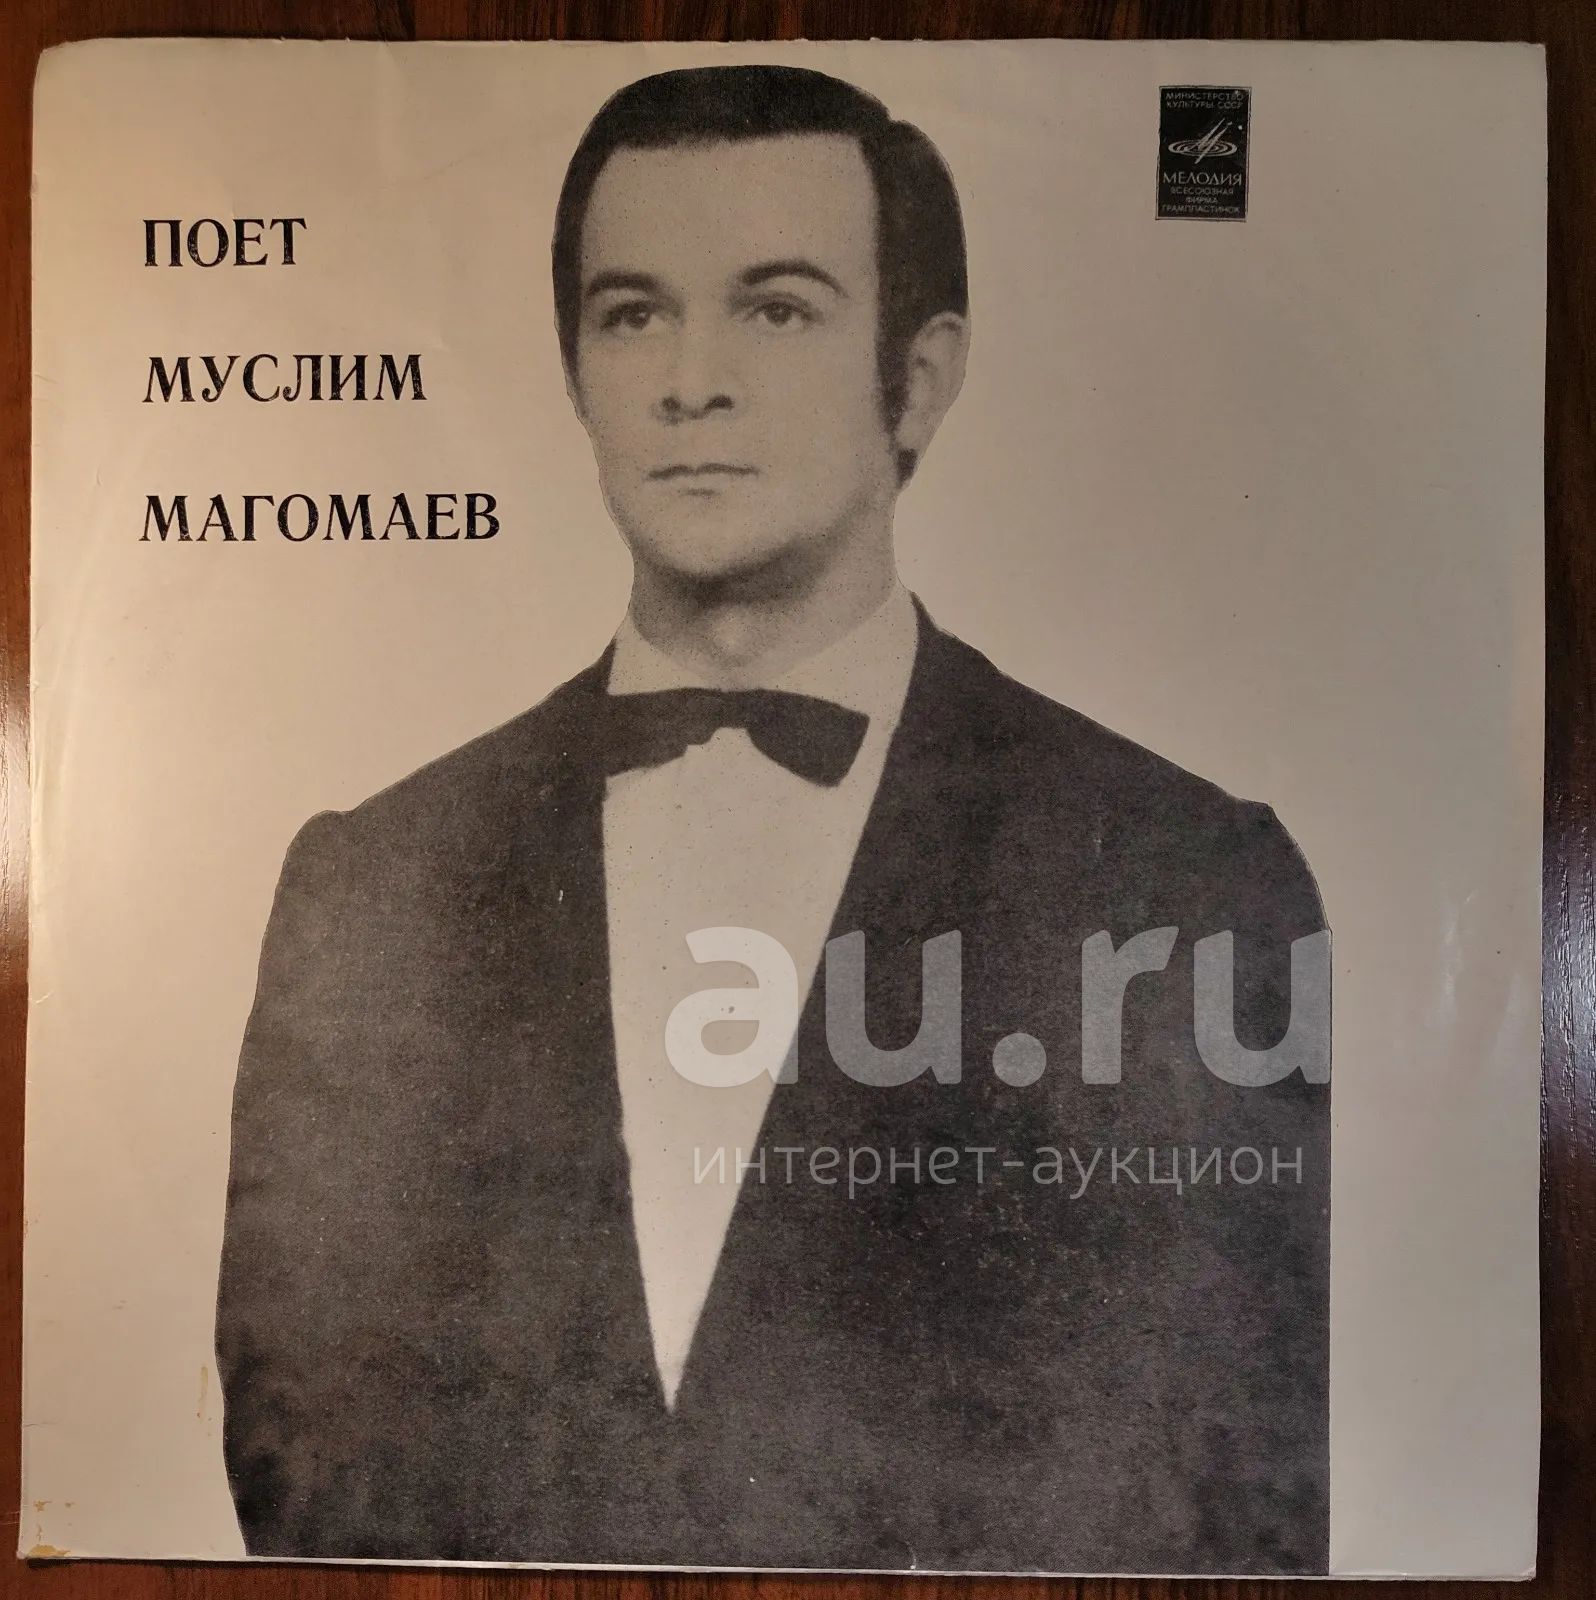 МИНИСТЕРСТВО
КУЛЬТУРЫ СССР
МЕЛОДИЯ
ВСЕСОЮЗНАЯ
ФИРМА
ГРАМПЛАСТИНОК
ПОЕТ
МУСЛИМ
МАГОМАЕВ
au.ru
интернет-аукцион